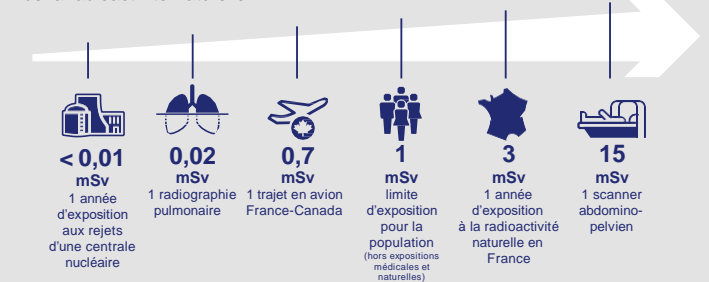 < 0,01
mSv
1 année
d'exposition
aux rejets
d'une centrale
nucléaire
0,02
mSv
1 radiographie
pulmonaire
0,7
mSv
1 trajet en avion
France-Canada
1
mSv
limite
d'exposition
pour la
population
(hors expositions
médicales et
naturelles)
3
mSv
1 année
d'exposition
à la radioactivité
naturelle en
France
15
mSv
1 scanner
abdomino-
pelvien